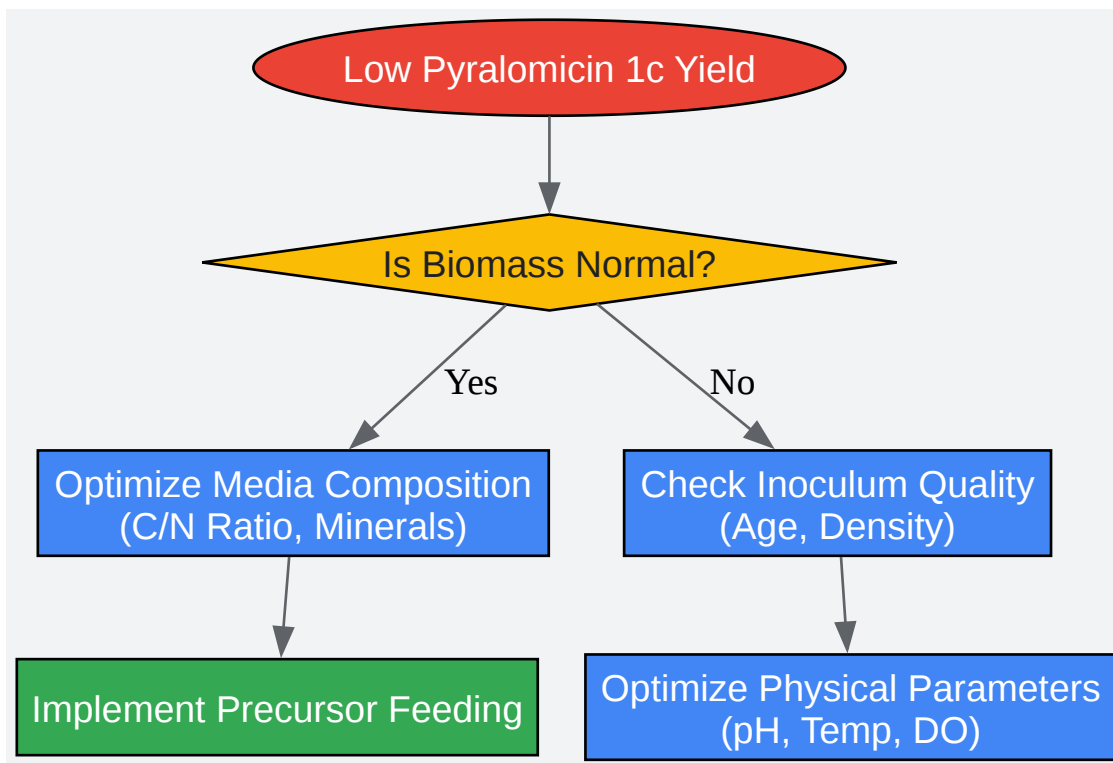 Low Pyralomicin 1c Yield
Is Biomass Normal?
Yes
No
Optimize Media Composition
(C/N Ratio, Minerals)
Check Inoculum Quality
(Age, Density)
Implement Precursor Feeding
Optimize Physical Parameters
(pH, Temp, DO)